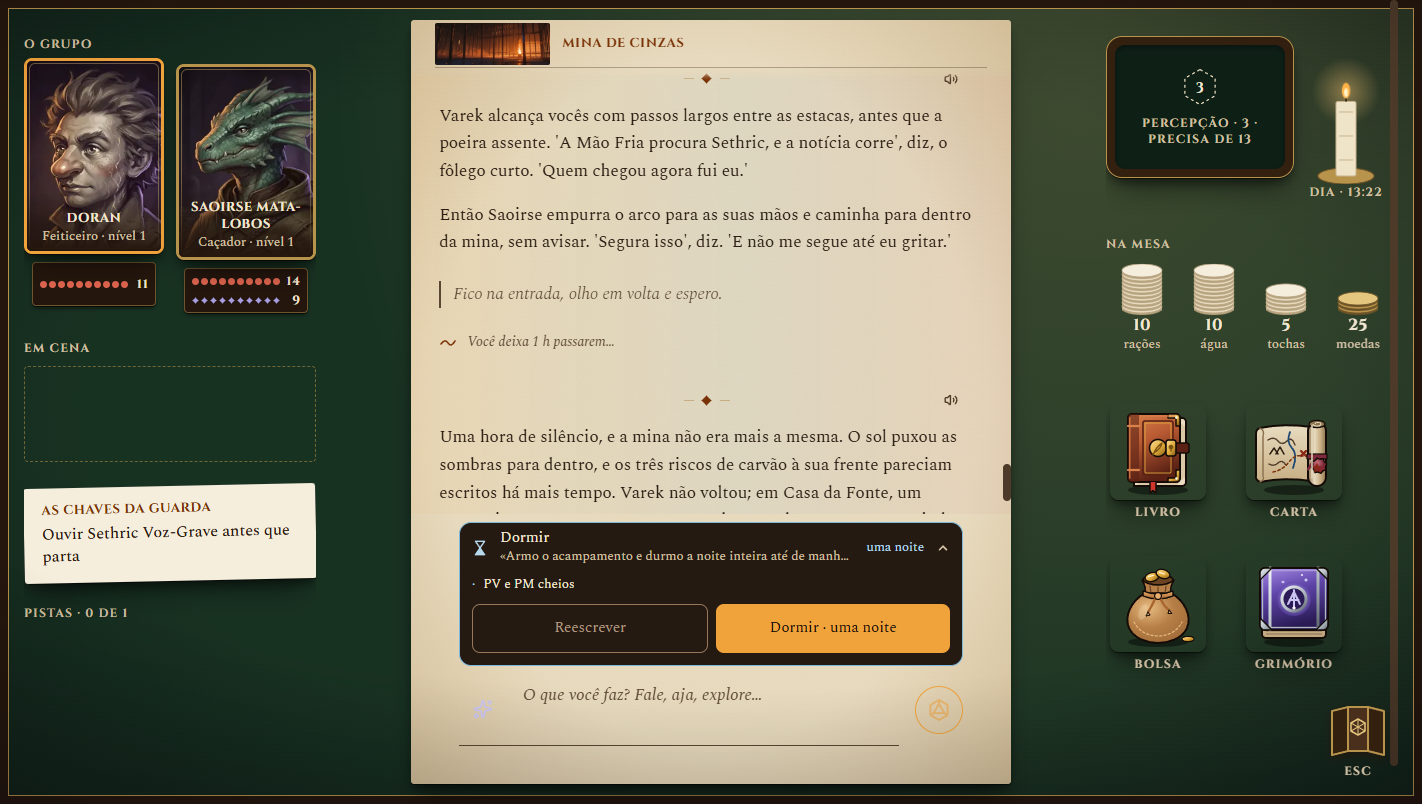 O GRUPO
DORAN
Feiticeiro · nível 1
11
SAOIRSE MATA-
LOBOS
Caçador · nível 1
14
9
EM CENA
AS CHAVES DA GUARDA
Ouvir Sethric Voz-Grave antes que
parta
PISTAS · 0 DE 1
MINA DE CINZAS
Varek alcança vocês com passos largos entre as estacas, antes que a
poeira assente. 'A Mão Fria procura Sethric, e a notícia corre', diz, o
fôlego curto. 'Quem chegou agora fui eu.'
Então Saoirse empurra o arco para as suas mãos e caminha para dentro
da mina, sem avisar. 'Segura isso', diz. 'E não me segue até eu gritar.'
Fico na entrada, olho em volta e espero.
Você deixa 1 h passarem...
Uma hora de silêncio, e a mina não era mais a mesma. O sol puxou as
sombras para dentro, e os três riscos de carvão à sua frente pareciam
escritos há mais tempo. Varek não voltou; em Casa da Fonte, um
Dormir
«Armo o acampamento e durmo a noite inteira até de manh...
uma noite
· PV e PM cheios
Reescrever
Dormir · uma noite
O que você faz? Fale, aja, explore...
3
PERCEPÇÃO · 3 ·
PRECISA DE 13
DIA · 13:22
NA MESA
10
rações
10
água
5
tochas
25
moedas
LIVRO
CARTA
BOLSA
GRIMÓRIO
ESC